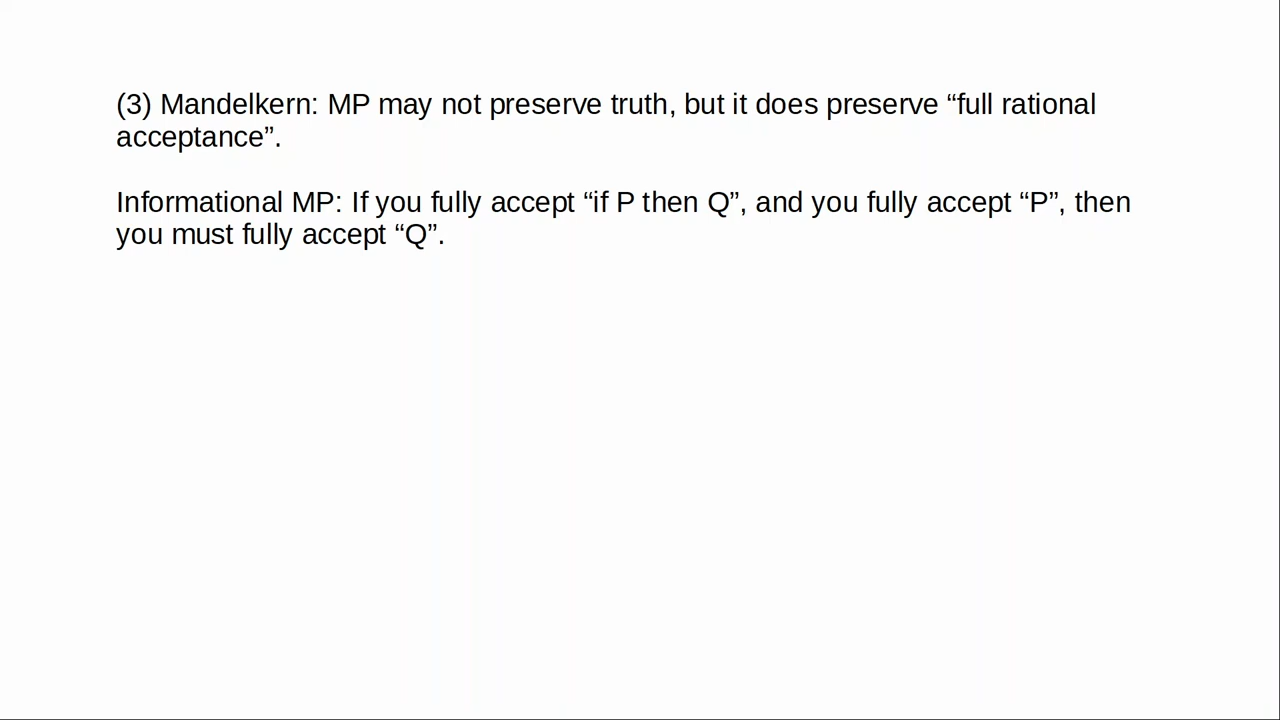 (3) Mandelkern: MP may not preserve truth, but it does preserve “full rational
acceptance”.
Informational MP: If you fully accept “if P then Q”, and you fully accept “P”, then
you must fully accept “Q”.